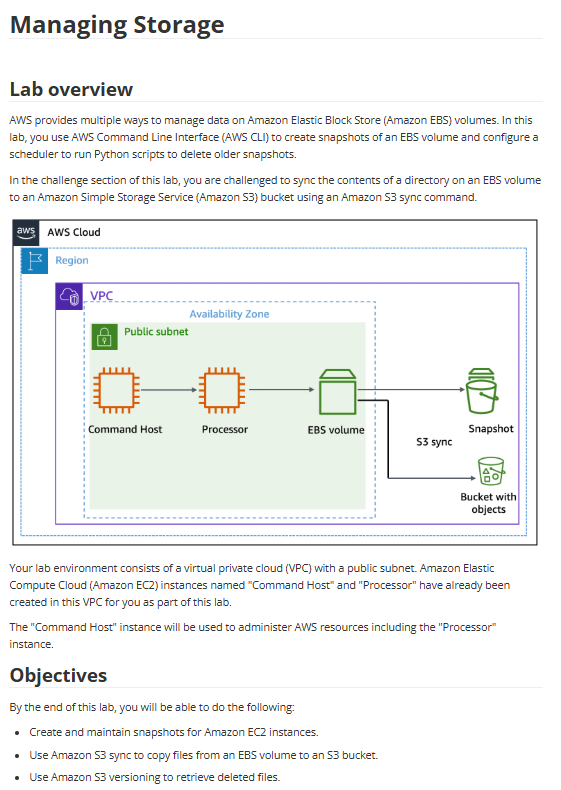 Managing Storage
Lab overview
AWS provides multiple ways to manage data on Amazon Elastic Block Store (Amazon EBS) volumes. In this
lab, you use AWS Command Line Interface (AWS CLI) to create snapshots of an EBS volume and configure a
scheduler to run Python scripts to delete older snapshots.
In the challenge section of this lab, you are challenged to sync the contents of a directory on an EBS volume
to an Amazon Simple Storage Service (Amazon S3) bucket using an Amazon S3 sync command.
aws AWS Cloud
Region
VPC
Availability Zone
Public subnet
Command Host
Processor
EBS volume
Snapshot
S3 sync
Bucket with
objects
Your lab environment consists of a virtual private cloud (VPC) with a public subnet. Amazon Elastic
Compute Cloud (Amazon EC2) instances named "Command Host" and "Processor" have already been
created in this VPC for you as part of this lab.
The "Command Host" instance will be used to administer AWS resources including the "Processor"
instance.
Objectives
By the end of this lab, you will be able to do the following:
• Create and maintain snapshots for Amazon EC2 instances.
• Use Amazon S3 sync to copy files from an EBS volume to an S3 bucket.
• Use Amazon S3 versioning to retrieve deleted files.